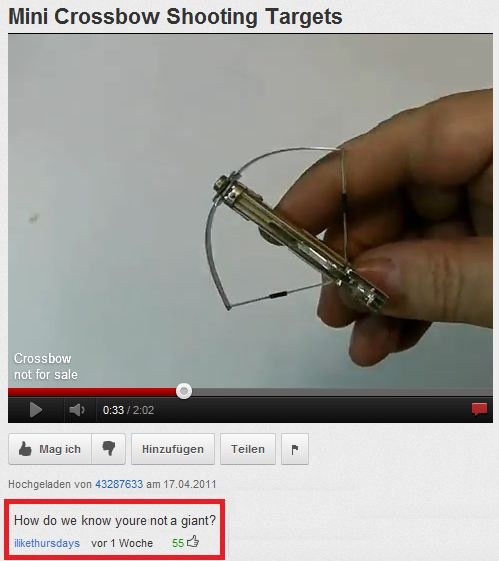 Mini Crossbow Shooting Targets
Crossbow
not for sale
0:33 / 2:02
Mag ich
Hinzufügen
Teilen
Hochgeladen von 43287633 am 17.04.2011
How do we know youre not a giant?
ilikethursdays vor 1 Woche 55